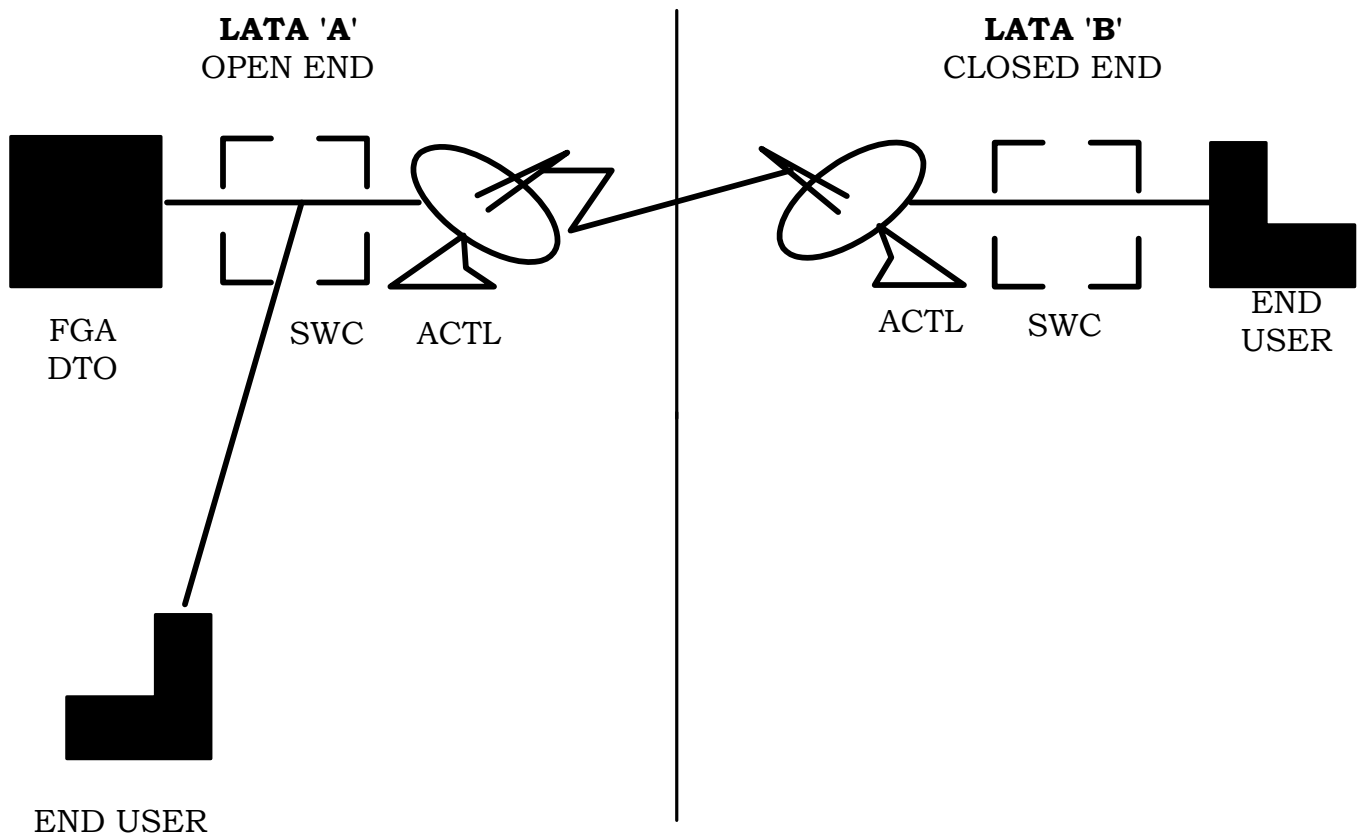 LATA 'A'
OPEN END
LATA 'B'
CLOSED END
FGA
DTO
SWC
ACTL
ACTL
SWC
END
USER
END USER